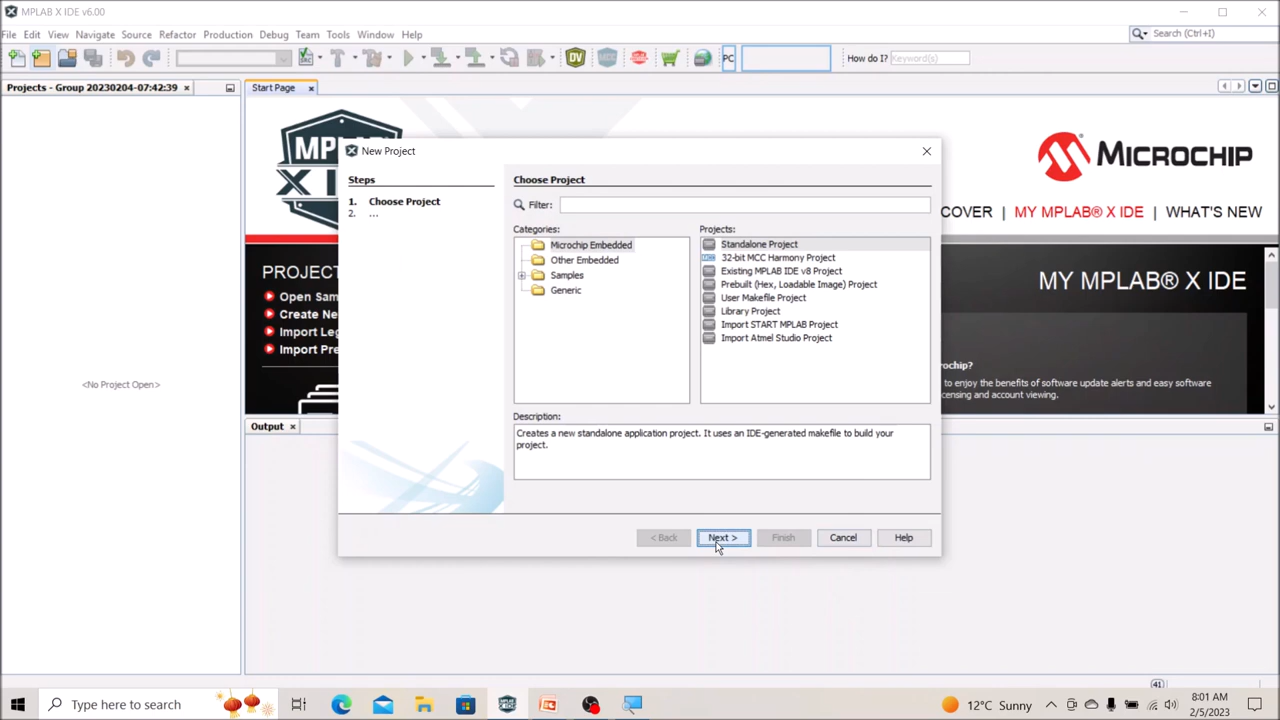 MPLAB X IDE v6.00
File Edit View Navigate Source Refactor Production Debug Team Tools Window Help
Search (Ctrl+I)
PC
How do I? Keyword(s)
Projects - Group 20230204-07:42:39
Start Page
MPLAB
X I
MICROCHIP
COVER
MY MPLAB® X IDE
WHAT'S NEW
PROJECT
Open Sam
Create Ne
Import Leg
Import Pre
MY MPLAB® X IDE
ochip?
to enjoy the benefits of software update alerts and easy software
censing and account viewing.
<No Project Open>
Output
New Project
Steps
1. Choose Project
2. ...
Choose Project
Filter:
Categories:
Microchip Embedded
Other Embedded
Samples
Generic
Projects:
Standalone Project
32-bit MCC Harmony Project
Existing MPLAB IDE v8 Project
Prebuilt (Hex, Loadable Image) Project
User Makefile Project
Library Project
Import START MPLAB Project
Import Atmel Studio Project
Description:
Creates a new standalone application project. It uses an IDE-generated makefile to build your
project.
< Back
Next >
Finish
Cancel
Help
41
Type here to search
12°C Sunny
8:01 AM
2/5/2023